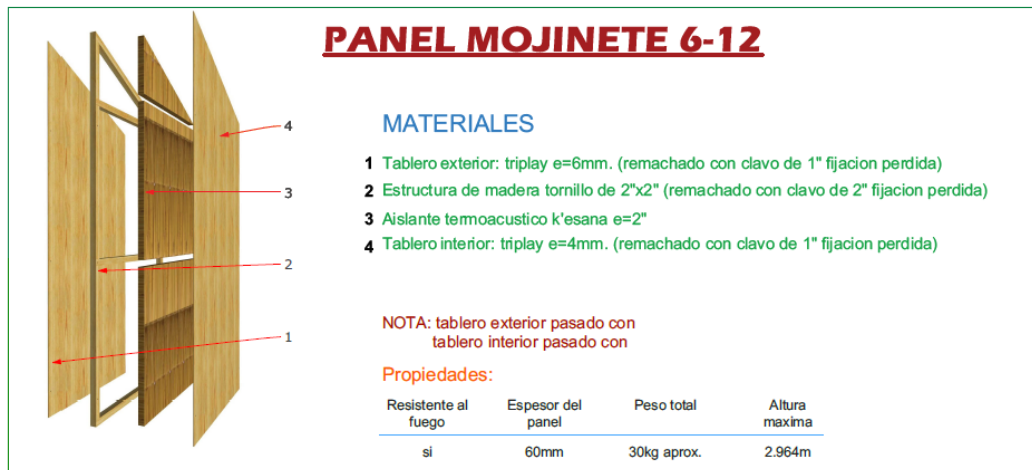 PANEL MOJINETE 6-12
MATERIALES
1 Tablero exterior: triplay e=6mm. (remachado con clavo de 1" fijacion perdida)
2 Estructura de madera tornillo de 2"x2" (remachado con clavo de 2" fijacion perdida)
3 Aislante termoacustico k'esana e=2"
4 Tablero interior: triplay e=4mm. (remachado con clavo de 1" fijacion perdida)
4
3
2
1
NOTA: tablero exterior pasado con
tablero interior pasado con
Propiedades:
Resistente al fuego Espesor del panel Peso total Altura maxima
si 60mm 30kg aprox. 2.964m